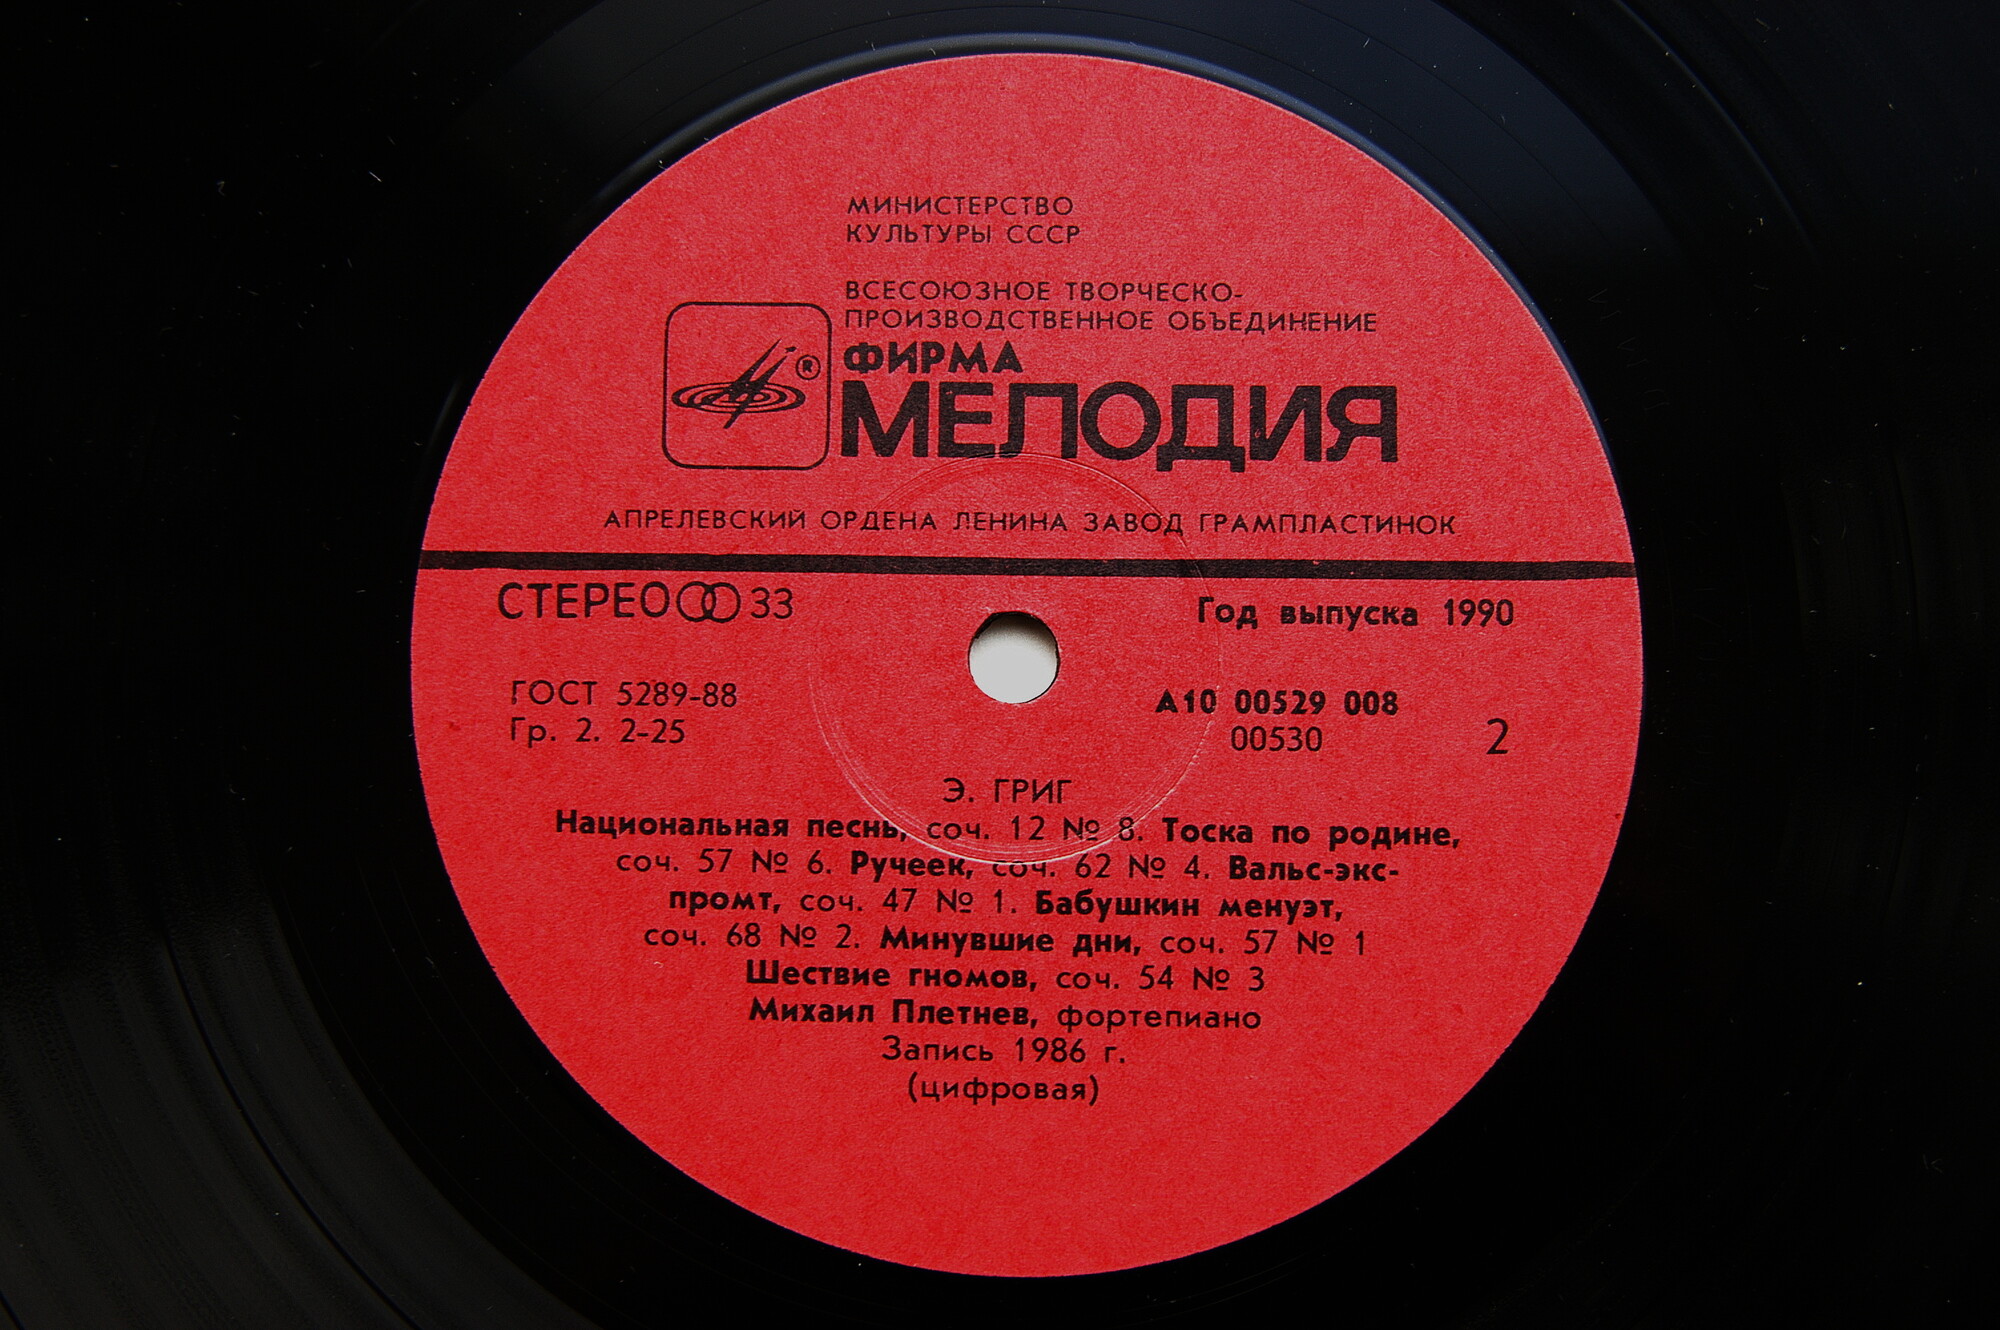 МИНИСТЕРСТВО
КУЛЬТУРЫ СССР
ВСЕСОЮЗНОЕ ТВОРЧЕСКО-
ПРОИЗВОДСТВЕННОЕ ОБЪЕДИНЕНИЕ
®
ФИРМА
МЕЛОДИЯ
АПРЕЛЕВСКИЙ ОРДЕНА ЛЕНИНА ЗАВОД ГРАМПЛАСТИНОК
СТЕРЕО 33
Год выпуска 1990
ГОСТ 5289-88
Гр. 2. 2-25
А10 00529 008
00530
2
Э. ГРИГ
Национальная песнь, соч. 12 № 8. Тоска по родине,
соч. 57 № 6. Ручеек, соч. 62 № 4. Вальс-экс-
промт, соч. 47 № 1. Бабушкин менуэт,
соч. 68 № 2. Минувшие дни, соч. 57 № 1
Шествие гномов, соч. 54 № 3
Михаил Плетнев, фортепиано
Запись 1986 г.
(цифровая)